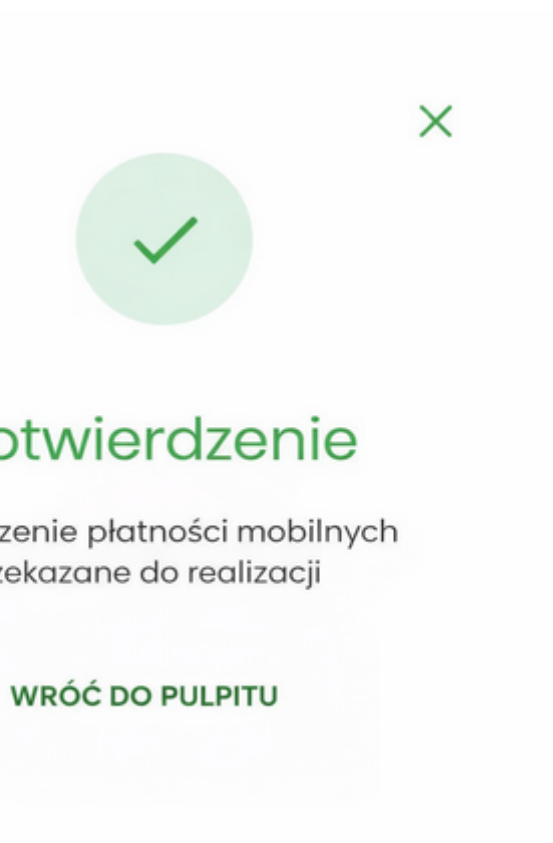 otwierdzenie
zenie płatności mobilnych
zekazane do realizacji
WRÓĆ DO PULPITU